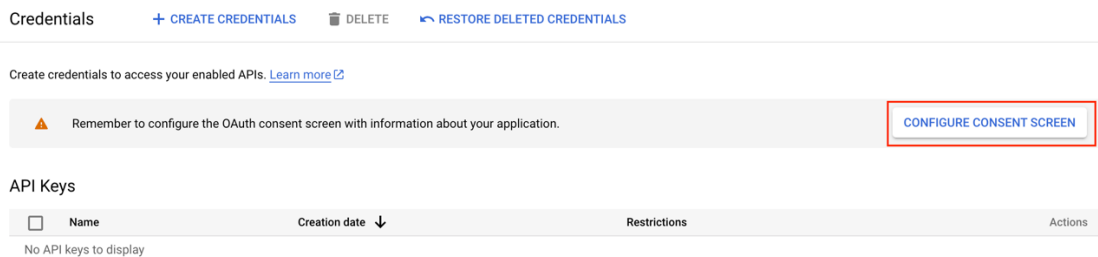 Credentials + CREATE CREDENTIALS DELETE RESTORE DELETED CREDENTIALS
Create credentials to access your enabled APIs. Learn more
Remember to configure the OAuth consent screen with information about your application. CONFIGURE CONSENT SCREEN
API Keys
Name Creation date Restrictions Actions
No API keys to display